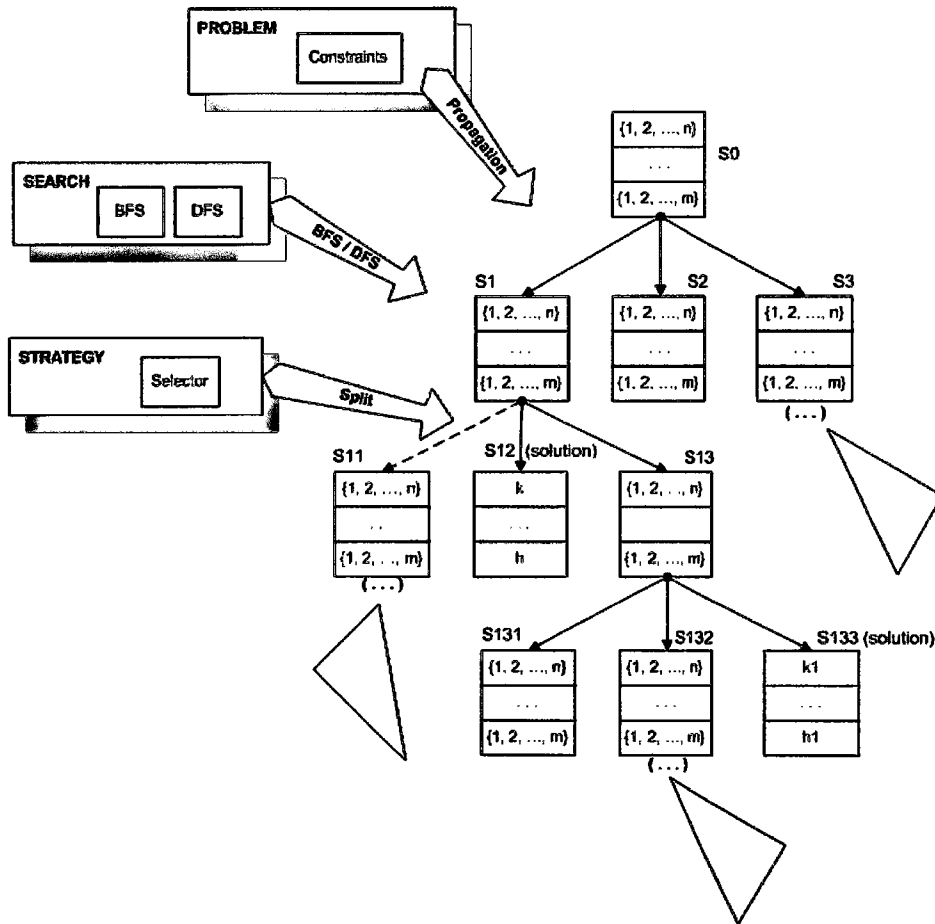 PROBLEM
Constraints
Propagation
{1, 2, ..., n}
. . .
{1, 2, ..., m}
S0
SEARCH
BFS
DFS
BFS / DFS
S1
S2
S3
{1, 2, ..., n}
{1, 2, ..., n}
{1, 2, ..., n}
. . .
. . .
. . .
{1, 2, ..., m}
{1, 2, ..., m}
{1, 2, ..., m}
(...)
STRATEGY
Selector
Split
S11
S12 (solution)
S13
{1, 2, ..., n}
k
{1, 2, . . , n}
. .
. . .
{1, 2, . . , m}
h
{1, 2, ..., m}
(...)
S131
S132
S133 (solution)
{1, 2, ..., n}
{1, 2, ..., n}
k1
. . .
. . .
. . .
{1, 2, ..., m}
{1, 2, ..., m}
h1
(...)